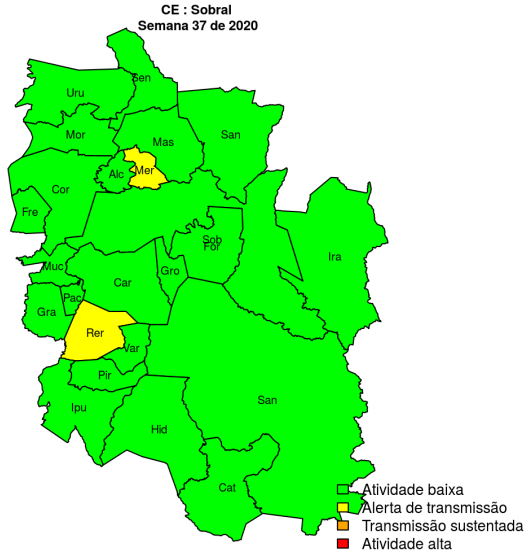 CE : Sobral
Semana 37 de 2020
Sen
Uru
Mor
Mas
San
Alc
Mer
Cor
Fre
Sob
For
Ira
Muc
Gro
Car
Pac
Gra
Rer
Var
Pir
San
Ipu
Hid
Cat
Atividade baixa
Alerta de transmissão
Transmissão sustentada
Atividade alta